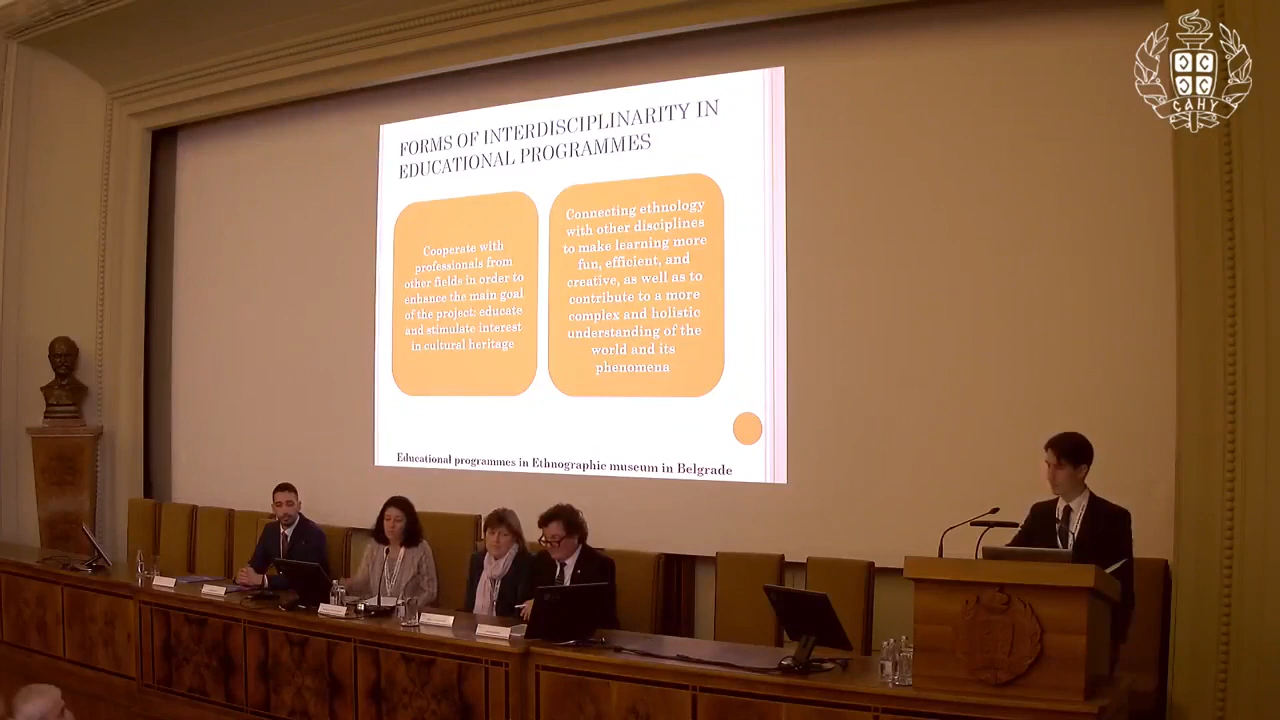 FORMS OF INTERDISCIPLINARITY IN
EDUCATIONAL PROGRAMMES
Cooperate with
professionals from
other fields in order to
enhance the main goal
of the project: educate
and stimulate interest
in cultural heritage
Connecting ethnology
with other disciplines
to make learning more
fun, efficient, and
creative, as well as to
contribute to a more
complex and holistic
understanding of the
world and its
phenomena
Educational programmes in Ethnographic museum in Belgrade
САНУ